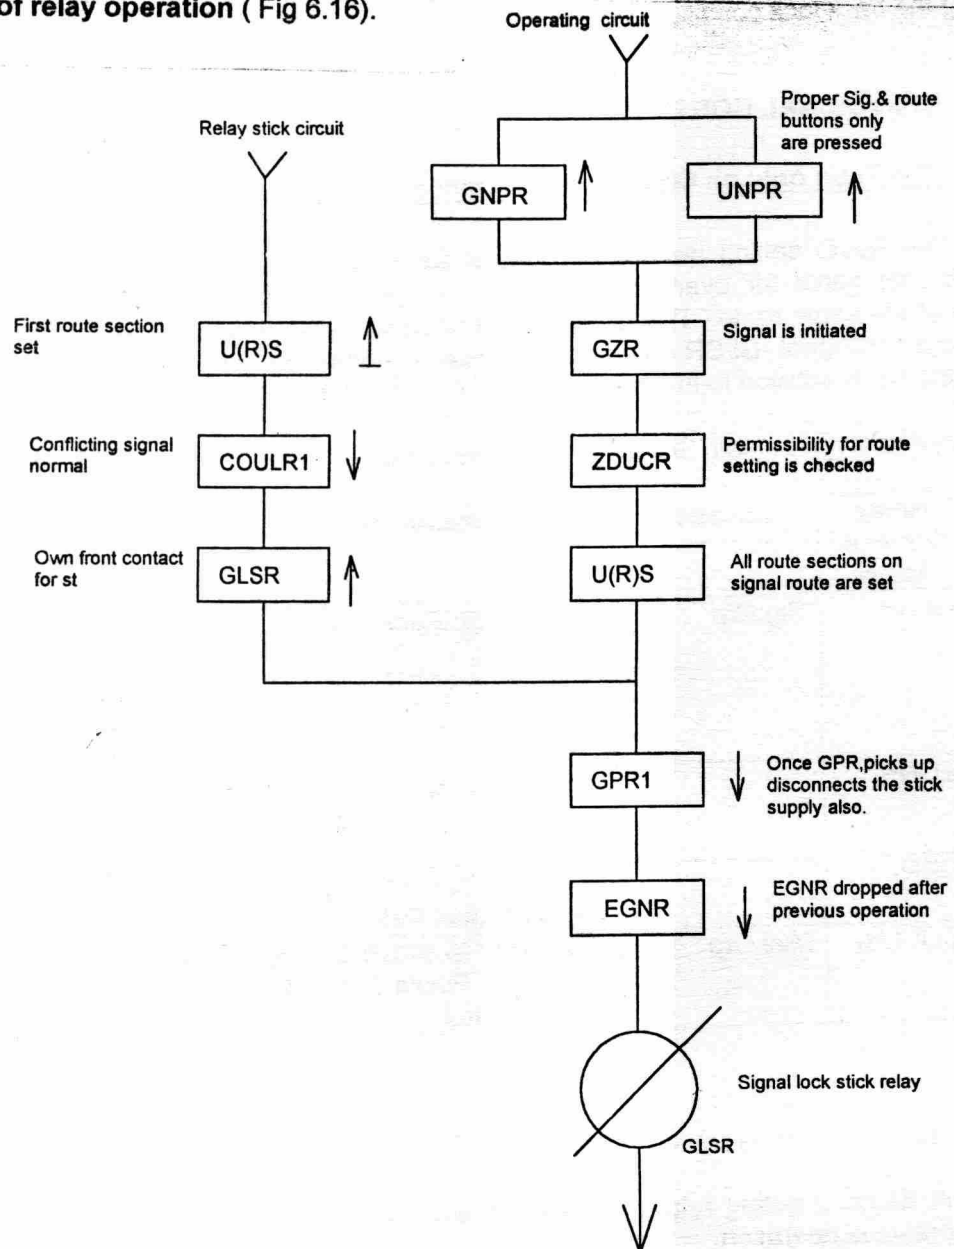 of relay operation ( Fig 6.16).
Operating circuit
Proper Sig.& route
buttons only
are pressed
Relay stick circuit
GNPR
UNPR
First route section
set
U(R)S
GZR
Signal is initiated
Conflicting signal
normal
COULR1
ZDUCR
Permissibility for route
setting is checked
Own front contact
for st
GLSR
U(R)S
All route sections on
signal route are set
GPR1
Once GPR,picks up
disconnects the stick
supply also.
EGNR
EGNR dropped after
previous operation
Signal lock stick relay
GLSR